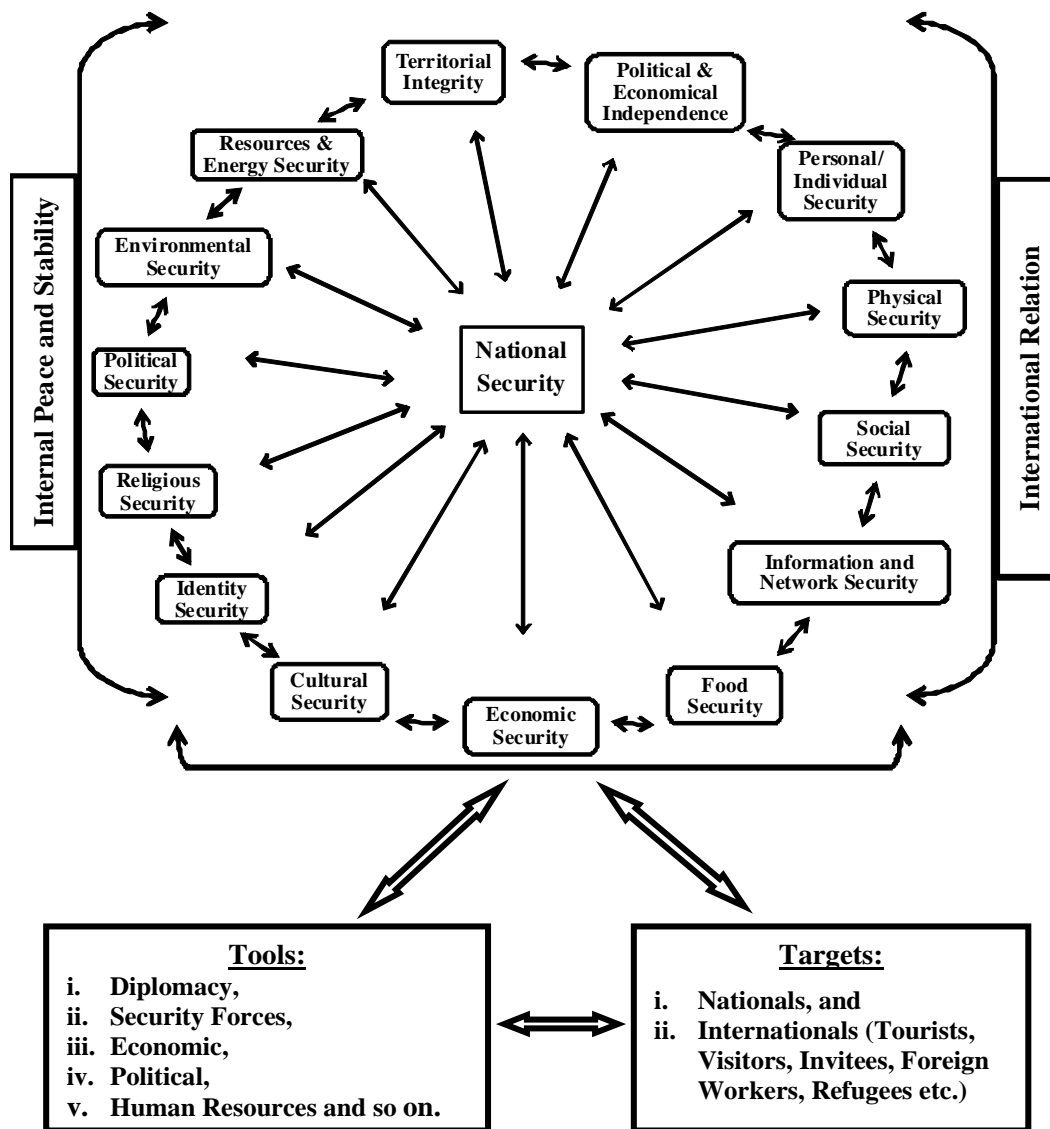 Territorial
Integrity
Political &
Economical
Independence
Resources &
Energy Security
Personal/
Individual
Security
Internal Peace and Stability
International Relation
Environmental
Security
Physical
Security
National
Security
Political
Security
Social
Security
Religious
Security
Information and
Network Security
Identity
Security
Cultural
Security
Food
Security
Economic
Security
Tools:
i. Diplomacy,
ii. Security Forces,
iii. Economic,
iv. Political,
v. Human Resources and so on.
Targets:
i. Nationals, and
ii. Internationals (Tourists,
Visitors, Invitees, Foreign
Workers, Refugees etc.)